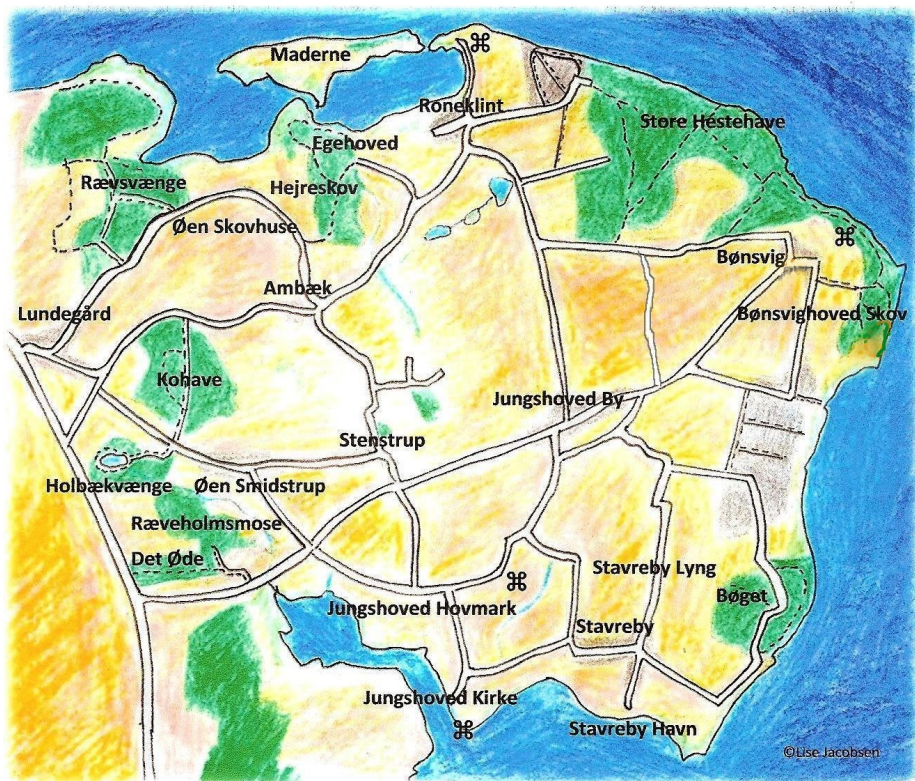 Maderne
Roneklint
Store Hestehave
Egehoved
Rævsvænge
Hejreskov
Øen Skovhuse
Bønsvig
Ambæk
Lundegård
Bønsvighoved Skov
Kohave
Jungshoved By
Stenstrup
Holbækvænge
Øen Smidstrup
Ræveholmsmose
Det Øde
Stavreby Lyng
Jungshoved Hovmark
Bøget
Stavreby
Jungshoved Kirke
Stavreby Havn
©Lise Jacobsen